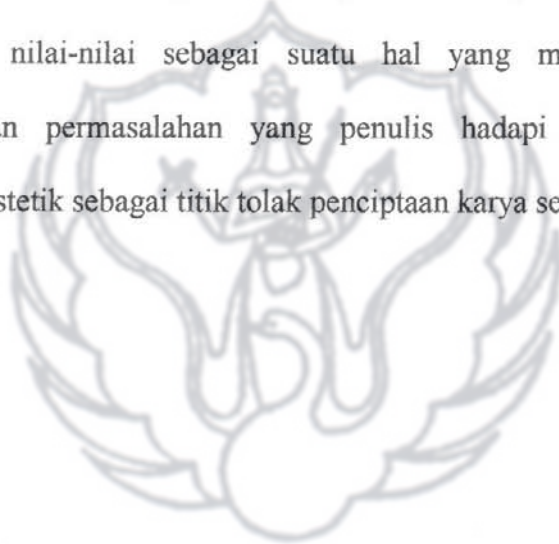 nilai-nilai sebagai suatu hal yang m
n permasalahan yang penulis hadapi
stetik sebagai titik tolak penciptaan karya se